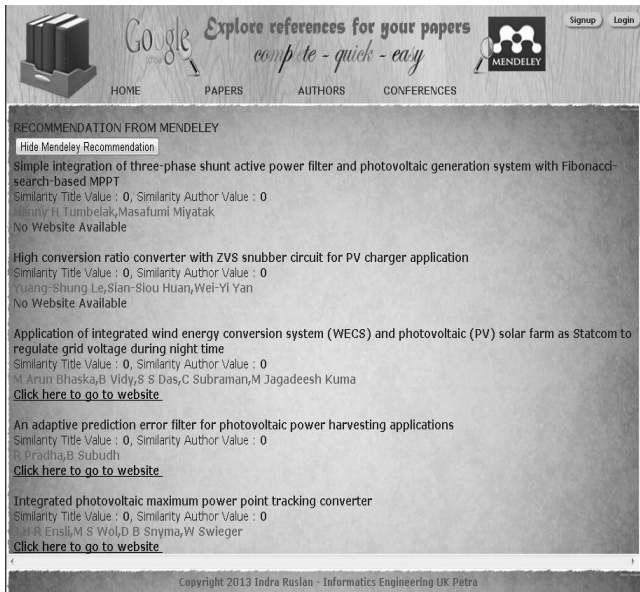 Signup Login
Google
Explore references for your papers
complete - quick - easy
MENDELEY
HOME PAPERS AUTHORS CONFERENCES
RECOMMENDATION FROM MENDELEY
Hide Mendeley Recommendation
Simple integration of three-phase shunt active power filter and photovoltaic generation system with Fibonacci-
search-based MPPT
Similarity Title Value : 0, Similarity Author Value : 0
H Tumbelak,Masafumi Miyatak
No Website Available
High conversion ratio converter with ZVS snubber circuit for PV charger application
Similarity Title Value : 0, Similarity Author Value : 0
Yuang-Shung Le,Sian-Siou Huan,Wei-Yi Yan
No Website Available
Application of integrated wind energy conversion system (WECS) and photovoltaic (PV) solar farm as Statcom to
regulate grid voltage during night time
Similarity Title Value : 0, Similarity Author Value : 0
M Arun Bhaska,B Vidy,S S Das,C Subraman,M Jagadeesh Kuma
Click here to go to website
An adaptive prediction error filter for photovoltaic power harvesting applications
Similarity Title Value : 0, Similarity Author Value : 0
R Pradha,B Subudh
Click here to go to website
Integrated photovoltaic maximum power point tracking converter
Similarity Title Value : 0, Similarity Author Value : 0
H R Ensli,M S Wol,D B Snyma,W Swieger
Click here to go to website
Copyright 2013 Indra Ruslan - Informatics Engineering UK Petra